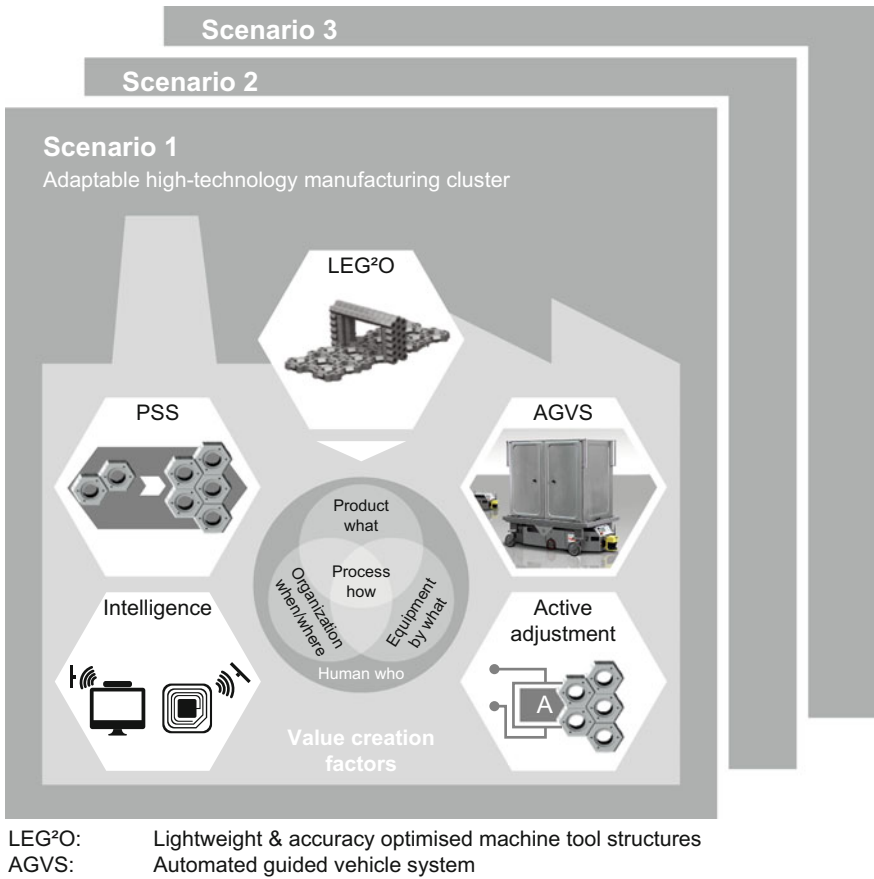 Scenario 3
Scenario 2
Scenario 1
Adaptable high-technology manufacturing cluster
LEG²O
PSS
AGVS
Product
what
Process
how
Organization
when/where
Equipment
by what
Human who
Intelligence
Active
adjustment
A
Value creation
factors
LEG²O: Lightweight & accuracy optimised machine tool structures
AGVS: Automated guided vehicle system